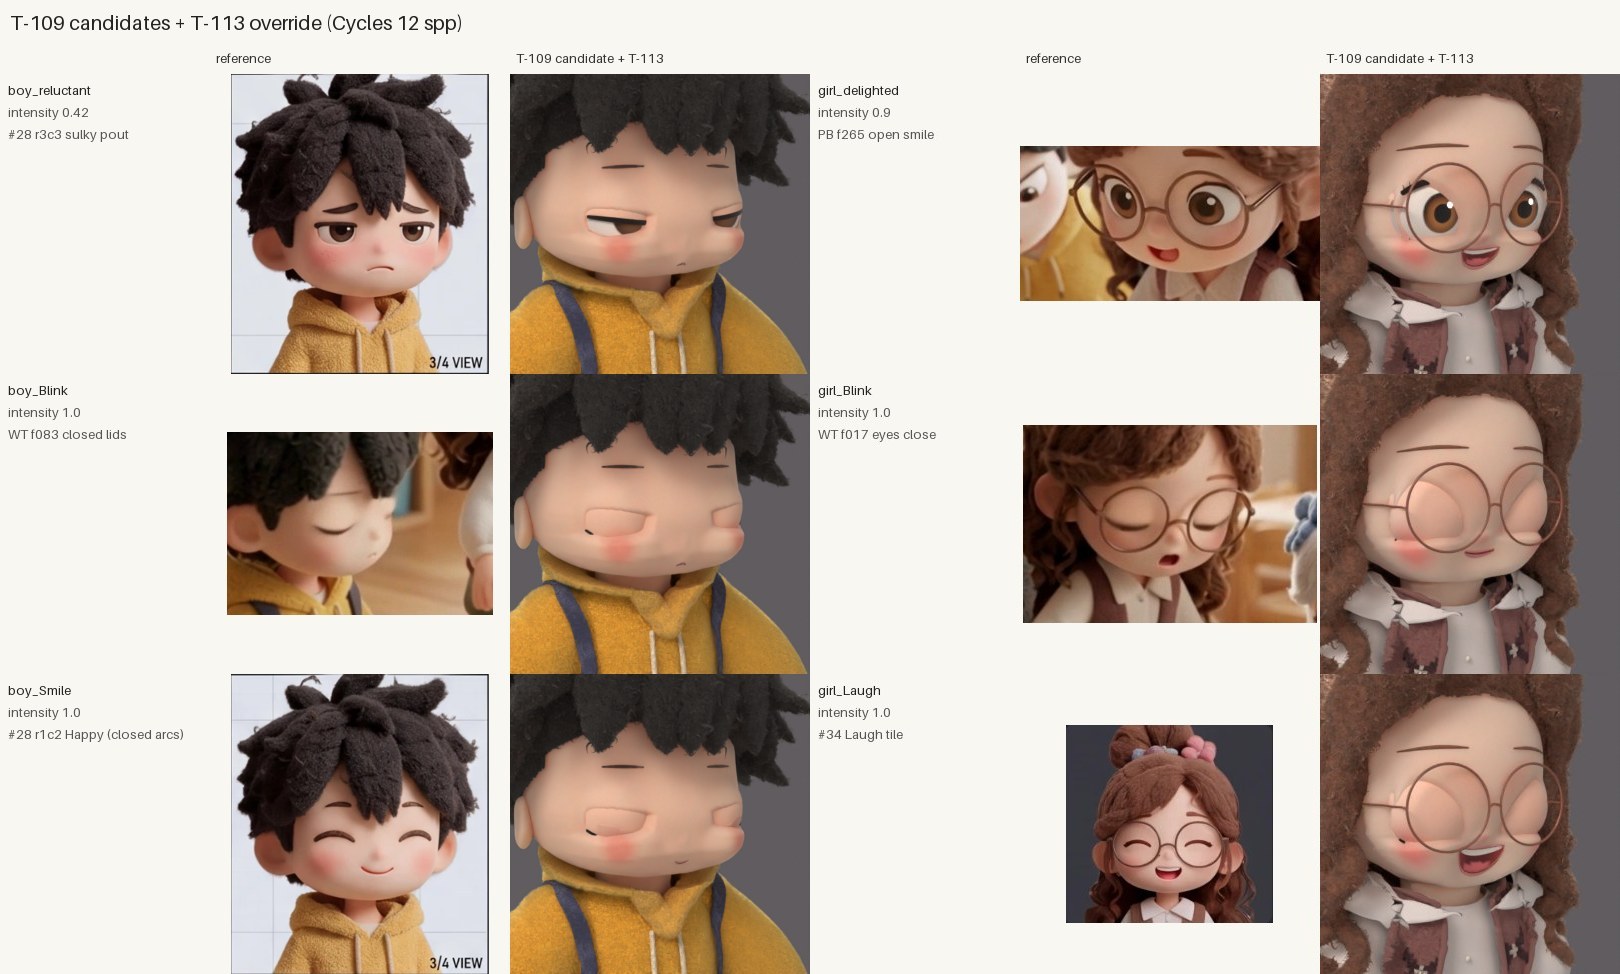 T-109 candidates + T-113 override (Cycles 12 spp)
reference
T-109 candidate + T-113
reference
T-109 candidate + T-113
boy_reluctant
intensity 0.42
#28 r3c3 sulky pout
3/4 VIEW
girl_delighted
intensity 0.9
PB f265 open smile
boy_Blink
intensity 1.0
WT f083 closed lids
girl_Blink
intensity 1.0
WT f017 eyes close
boy_Smile
intensity 1.0
#28 r1c2 Happy (closed arcs)
3/4 VIEW
girl_Laugh
intensity 1.0
#34 Laugh tile